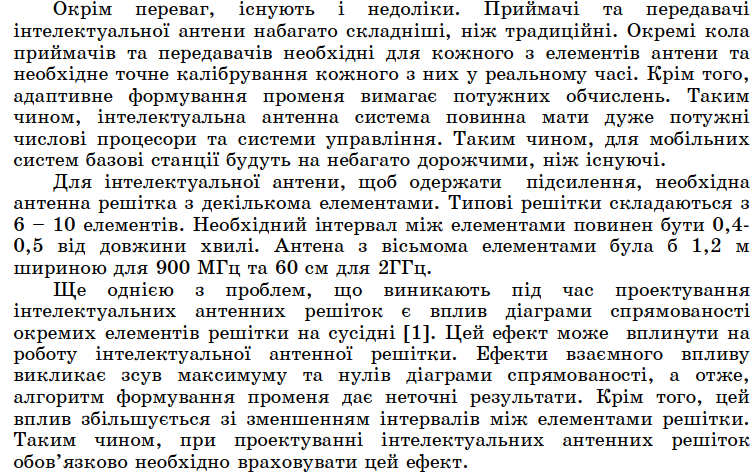 Окрім переваг, існують і недоліки. Приймачі та передавачі
інтелектуальної антени набагато складніші, ніж традиційні. Окремі кола
приймачів та передавачів необхідні для кожного з елементів антени та
необхідне точне калібрування кожного з них у реальному часі. Крім того,
адаптивне формування променя вимагає потужних обчислень. Таким
чином, інтелектуальна антенна система повинна мати дуже потужні
числові процесори та системи управління. Таким чином, для мобільних
систем базові станції будуть на небагато дорожчими, ніж існуючі.
Для інтелектуальної антени, щоб одержати підсилення, необхідна
антенна решітка з декількома елементами. Типові решітки складаються з
6 – 10 елементів. Необхідний інтервал між елементами повинен бути 0,4-
0,5 від довжини хвилі. Антена з вісьмома елементами була б 1,2 м
шириною для 900 МГц та 60 см для 2ГГц.
Ще однією з проблем, що виникають під час проектування
інтелектуальних антенних решіток є вплив діаграми спрямованості
окремих елементів решітки на сусідні [1]. Цей ефект може вплинути на
роботу інтелектуальної антенної решітки. Ефекти взаємного впливу
викликає зсув максимуму та нулів діаграми спрямованості, а отже,
алгоритм формування променя дає неточні результати. Крім того, цей
вплив збільшується зі зменшенням інтервалів між елементами решітки.
Таким чином, при проектуванні інтелектуальних антенних решіток
обов’язково необхідно враховувати цей ефект.